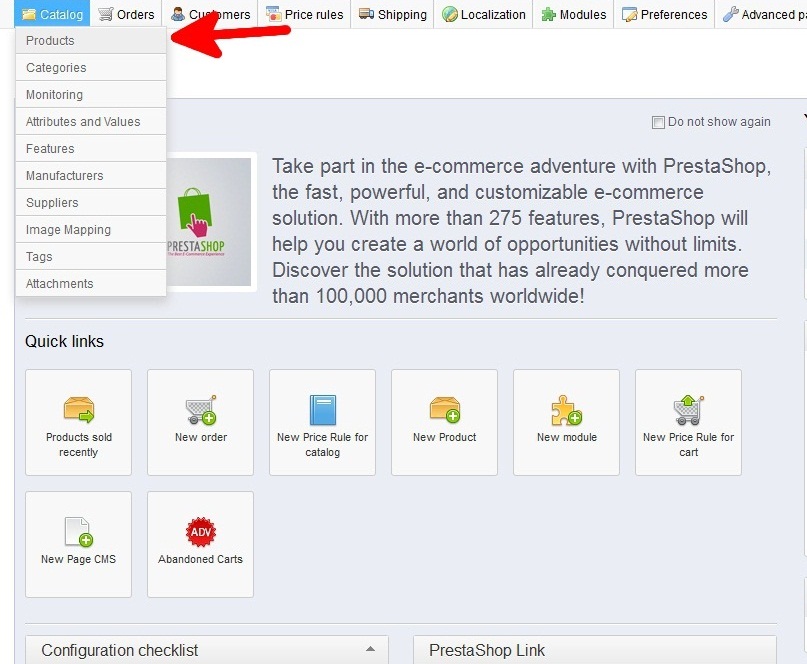 Catalog Orders Customers Price rules Shipping Localization Modules Preferences Advanced
Products
Categories
Monitoring
Attributes and Values
Features
Manufacturers
Suppliers
Image Mapping
Tags
Attachments
Do not show again
PRESTASHOP
The Best E-Commerce Experience
Take part in the e-commerce adventure with PrestaShop,
the fast, powerful, and customizable e-commerce
solution. With more than 275 features, PrestaShop will
help you create a world of opportunities without limits.
Discover the solution that has already conquered more
than 100,000 merchants worldwide!
Quick links
Products sold
recently
New order
New Price Rule for
catalog
New Product
New module
New Price Rule for
cart
New Page CMS
ADV
Abandoned Carts
Configuration checklist
PrestaShop Link